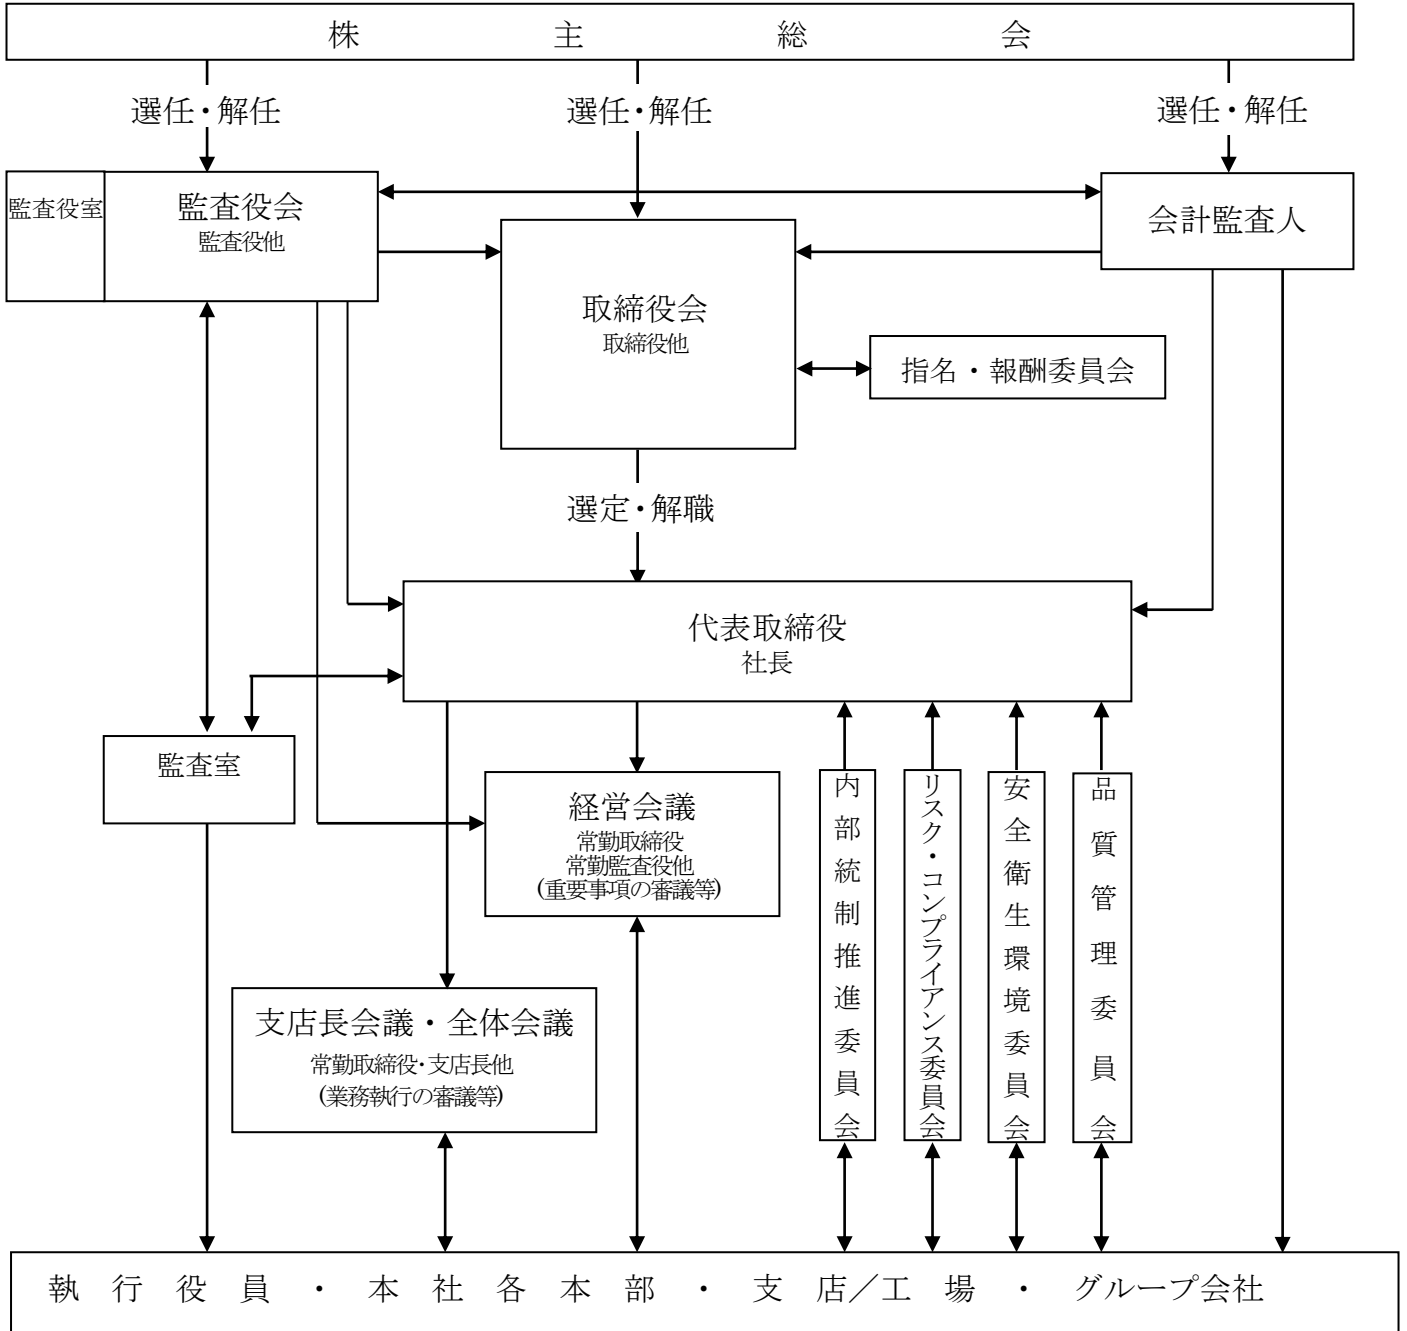 株主総会
選任・解任
選任・解任
選任・解任
監査役室
監査役会
監査役他
会計監査人
取締役会
取締役他
指名・報酬委員会
選定・解職
代表取締役
社長
監査室
経営会議
常勤取締役
常勤監査役他
(重要事項の審議等)
内部統制推進委員会
リスク・コンプライアンス委員会
安全衛生環境委員会
品質管理委員会
支店長会議・全体会議
常勤取締役・支店長他
(業務執行の審議等)
執行役員・本社各本部・支店／工場・グループ会社